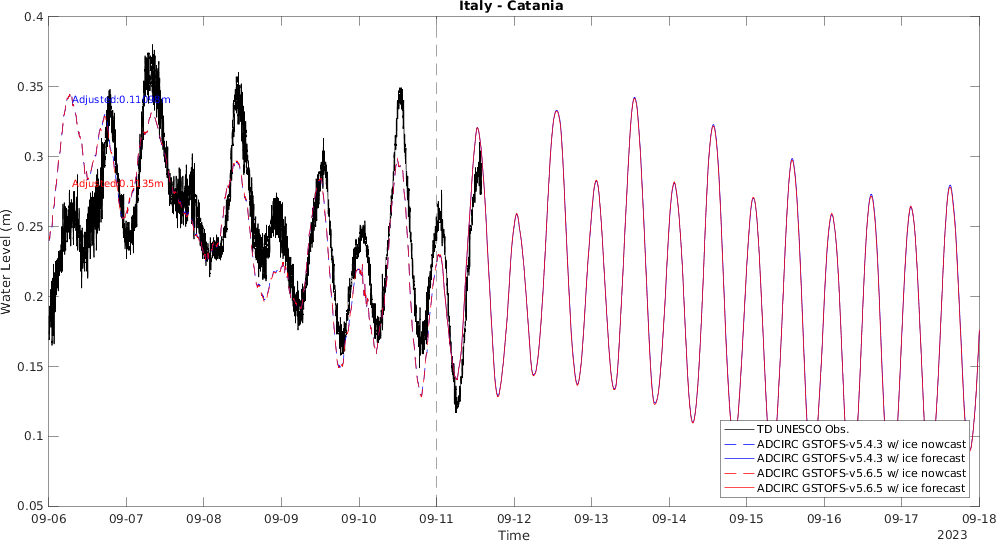 Italy - Catania
0.4
0.35
0.3
0.25
0.2
0.15
0.1
0.05
Water Level (m)
Adjusted:0.1135m
TD UNESCO Obs.
ADCIRC GSTOFS-v5.4.3 w/ ice nowcast
ADCIRC GSTOFS-v5.4.3 w/ ice forecast
ADCIRC GSTOFS-v5.6.5 w/ ice nowcast
ADCIRC GSTOFS-v5.6.5 w/ ice forecast
09-06 09-07 09-08 09-09 09-10 09-11 09-12 09-13 09-14 09-15 09-16 09-17 09-18
Time
2023